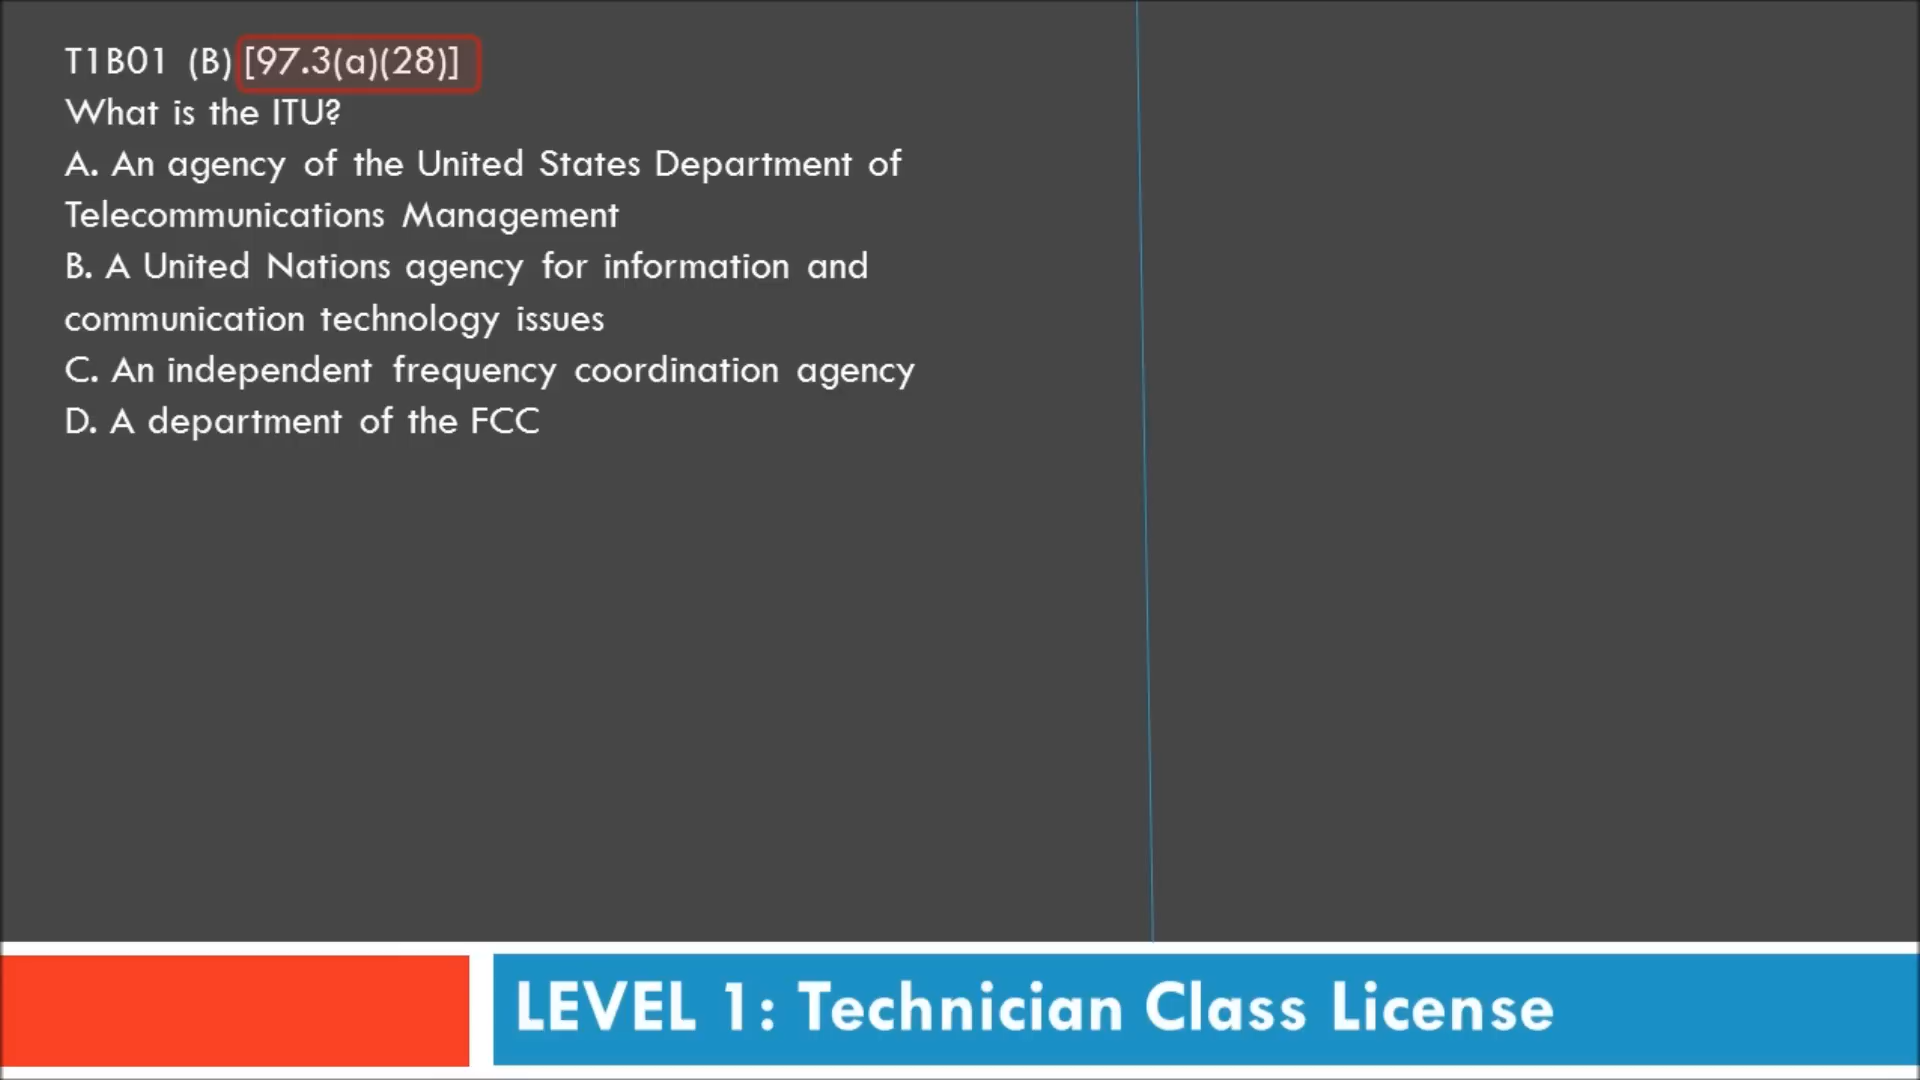 T1B01 (B) [97.3(a)(28)]
What is the ITU?
A. An agency of the United States Department of
Telecommunications Management
B. A United Nations agency for information and
communication technology issues
C. An independent frequency coordination agency
D. A department of the FCC
LEVEL 1: Technician Class License